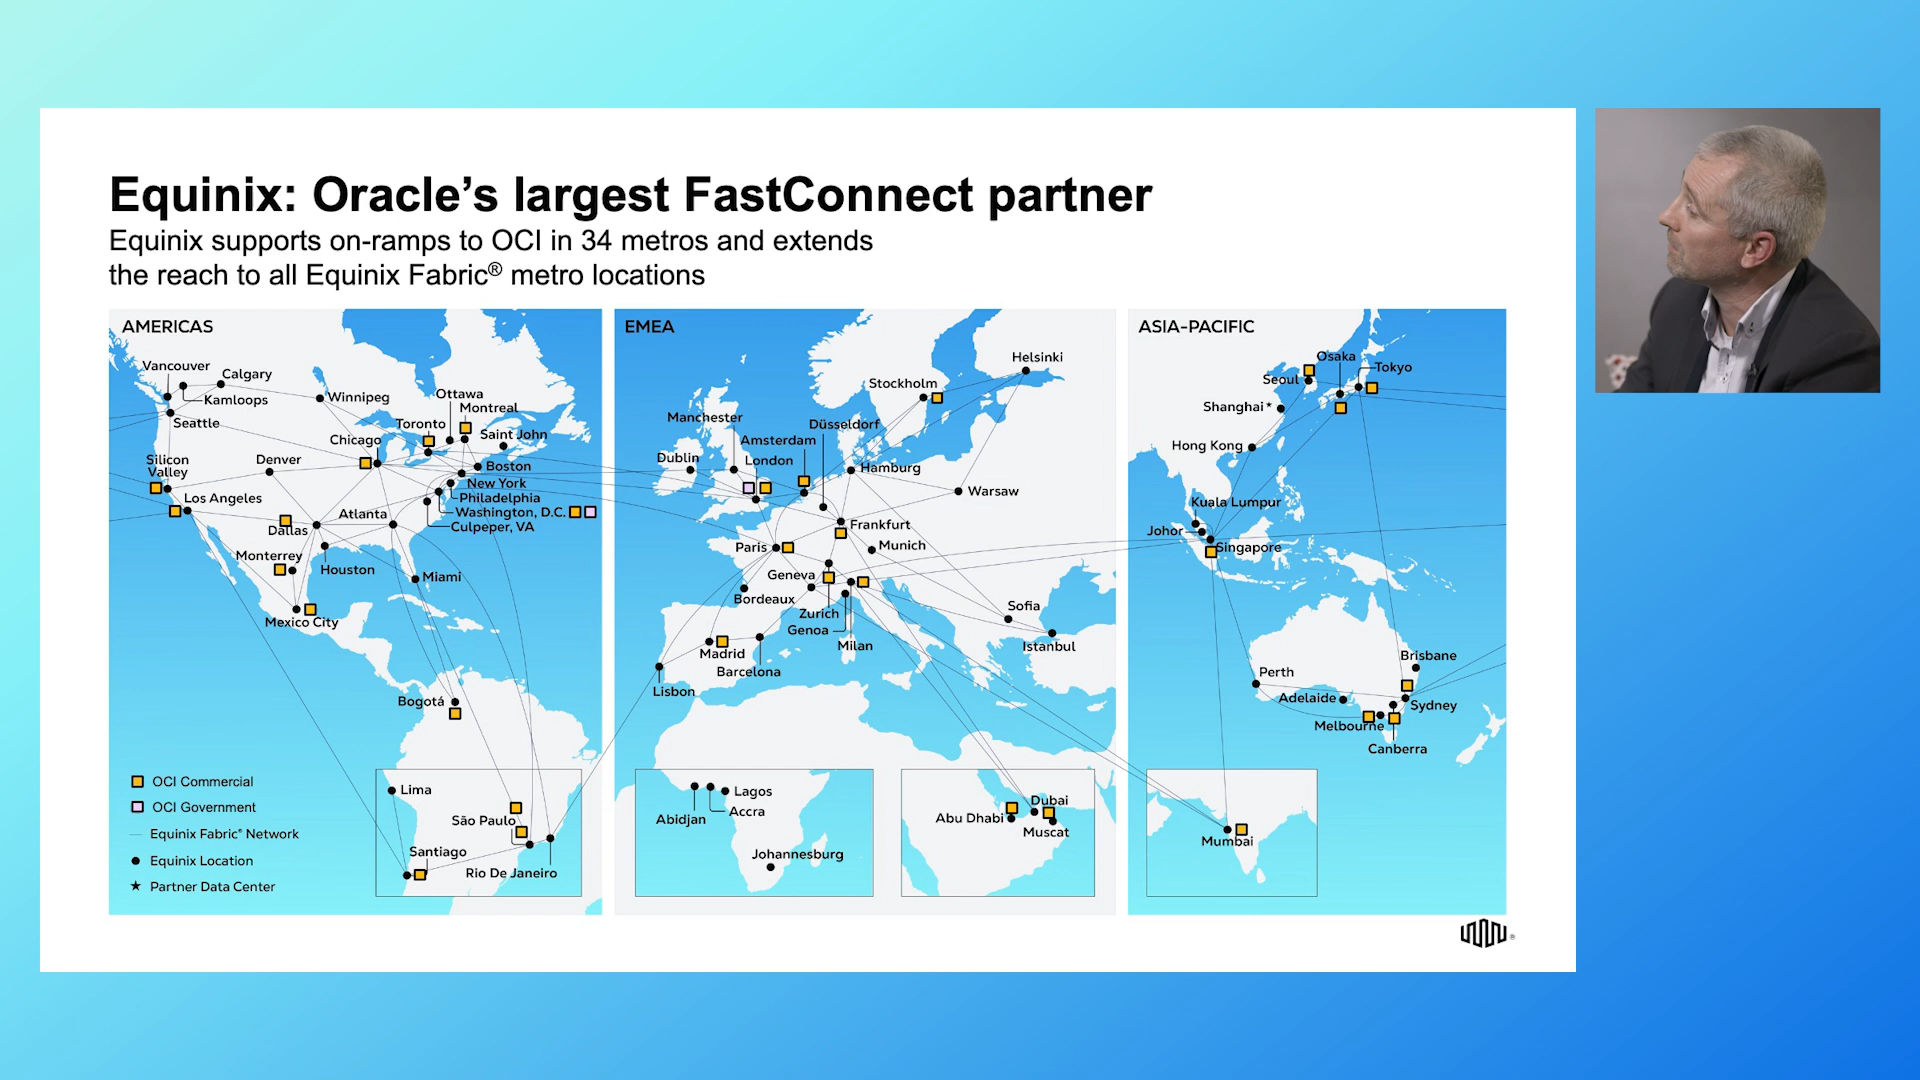 Equinix: Oracle’s largest FastConnect partner
Equinix supports on-ramps to OCI in 34 metros and extends
the reach to all Equinix Fabric® metro locations
AMERICAS
Vancouver
Calgary
Kamloops
Winnipeg
Seattle
Ottawa
Montreal
Toronto
Saint John
Chicago
Silicon
Valley
Denver
Boston
New York
Los Angeles
Philadelphia
Atlanta
Washington, D.C.
Culpeper, VA
Dallas
Monterrey
Houston
Miami
Mexico City
Bogotá
OCI Commercial
OCI Government
Equinix Fabric® Network
Equinix Location
Partner Data Center
Lima
São Paulo
Santiago
Rio De Janeiro
EMEA
Helsinki
Stockholm
Manchester
Düsseldorf
Amsterdam
Dublin
London
Hamburg
Warsaw
Frankfurt
Paris
Munich
Geneva
Bordeaux
Zurich
Sofia
Genoa
Milan
Istanbul
Madrid
Barcelona
Lisbon
Lagos
Accra
Abidjan
Johannesburg
Dubai
Abu Dhabi
Muscat
ASIA-PACIFIC
Osaka
Tokyo
Seoul
Shanghai*
Hong Kong
Kuala Lumpur
Johor
Singapore
Brisbane
Perth
Adelaide
Sydney
Melbourne
Canberra
Mumbai
®